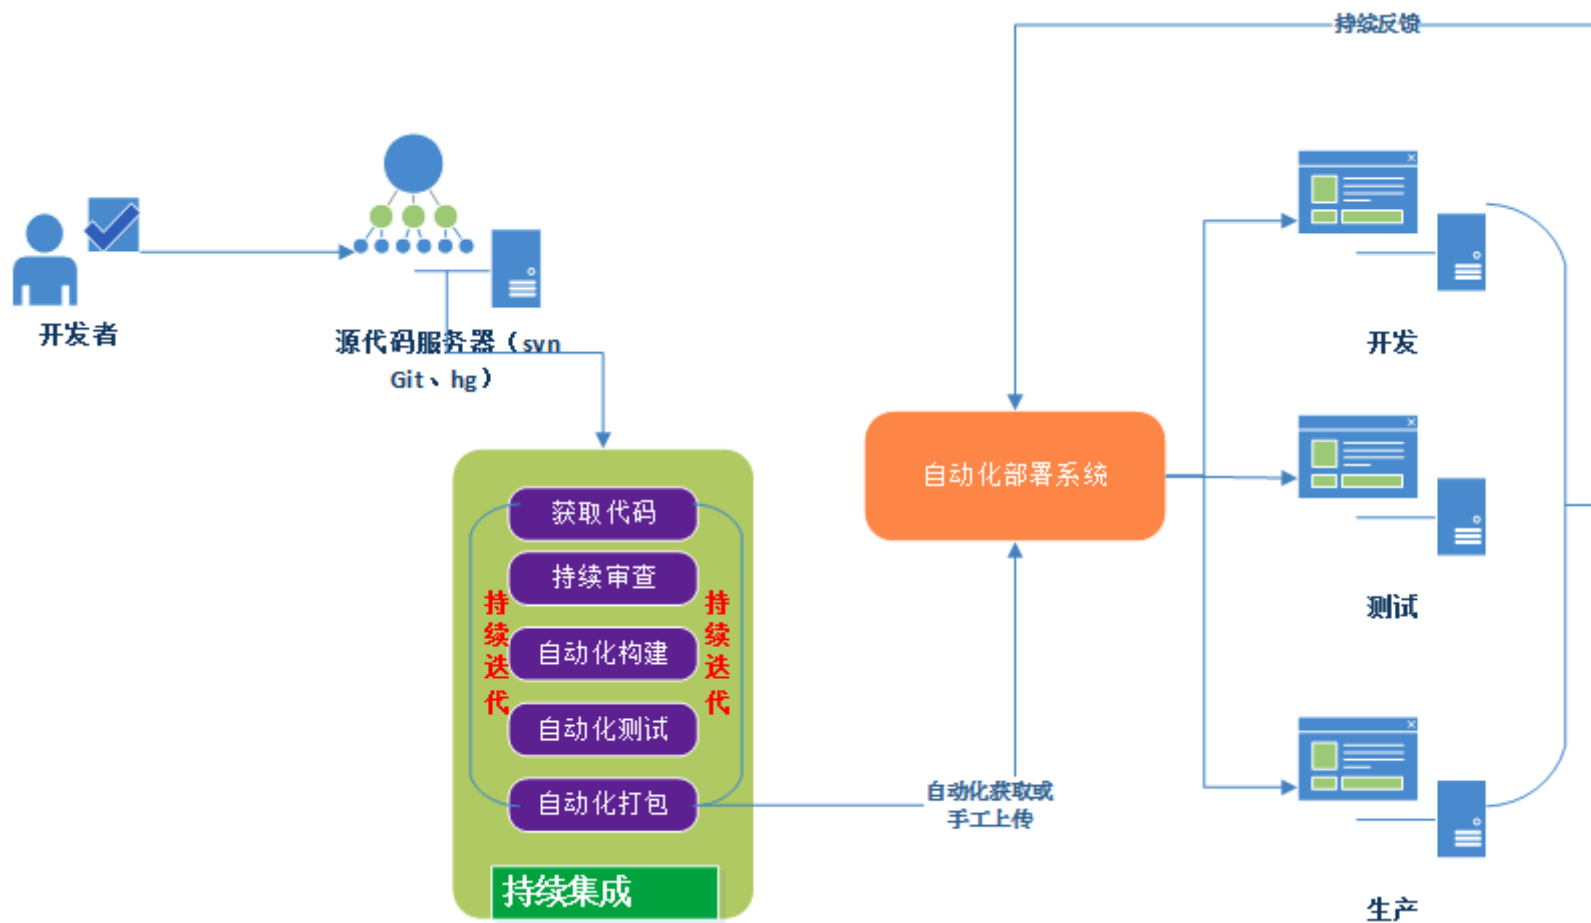 持续反馈
开发者
源代码服务器（svn
Git、hg）
开发
自动化部署系统
获取代码
持续审查
自动化构建
自动化测试
自动化打包
持续迭代
持续迭代
测试
自动化获取或
手工上传
持续集成
生产